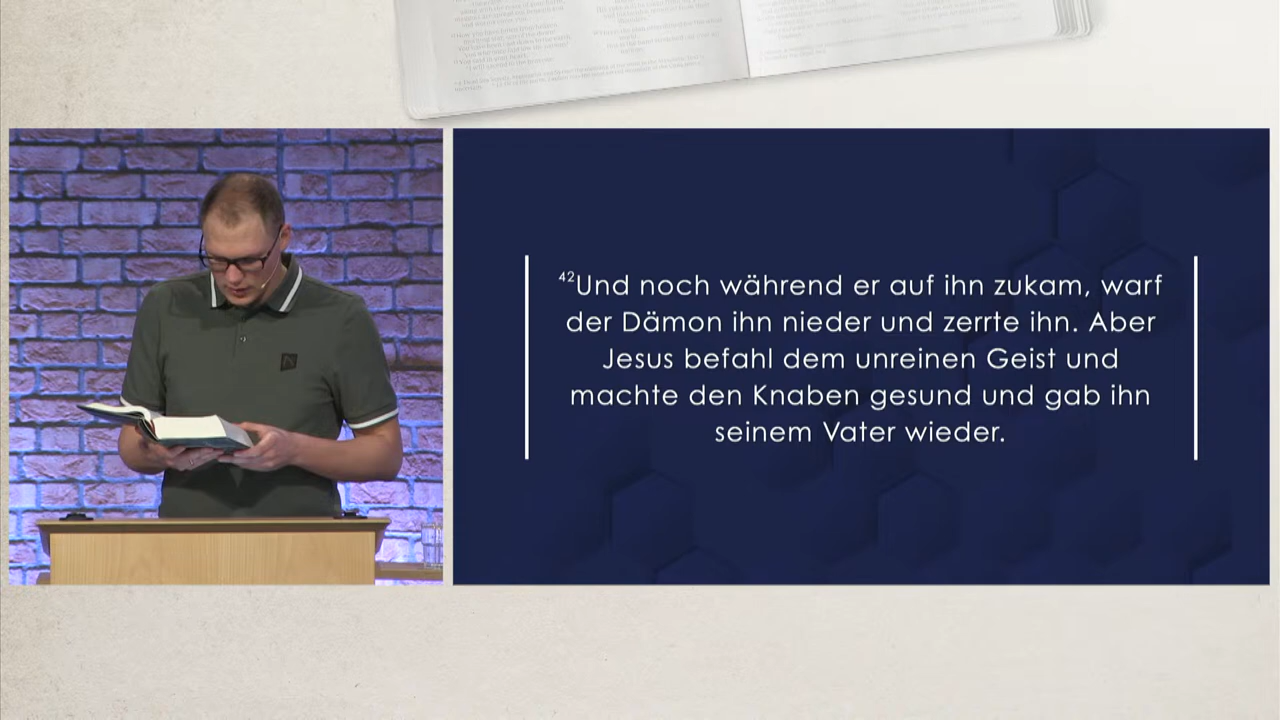 ⁴²Und noch während er auf ihn zukam, warf
der Dämon ihn nieder und zerrte ihn. Aber
Jesus befahl dem unreinen Geist und
machte den Knaben gesund und gab ihn
seinem Vater wieder.